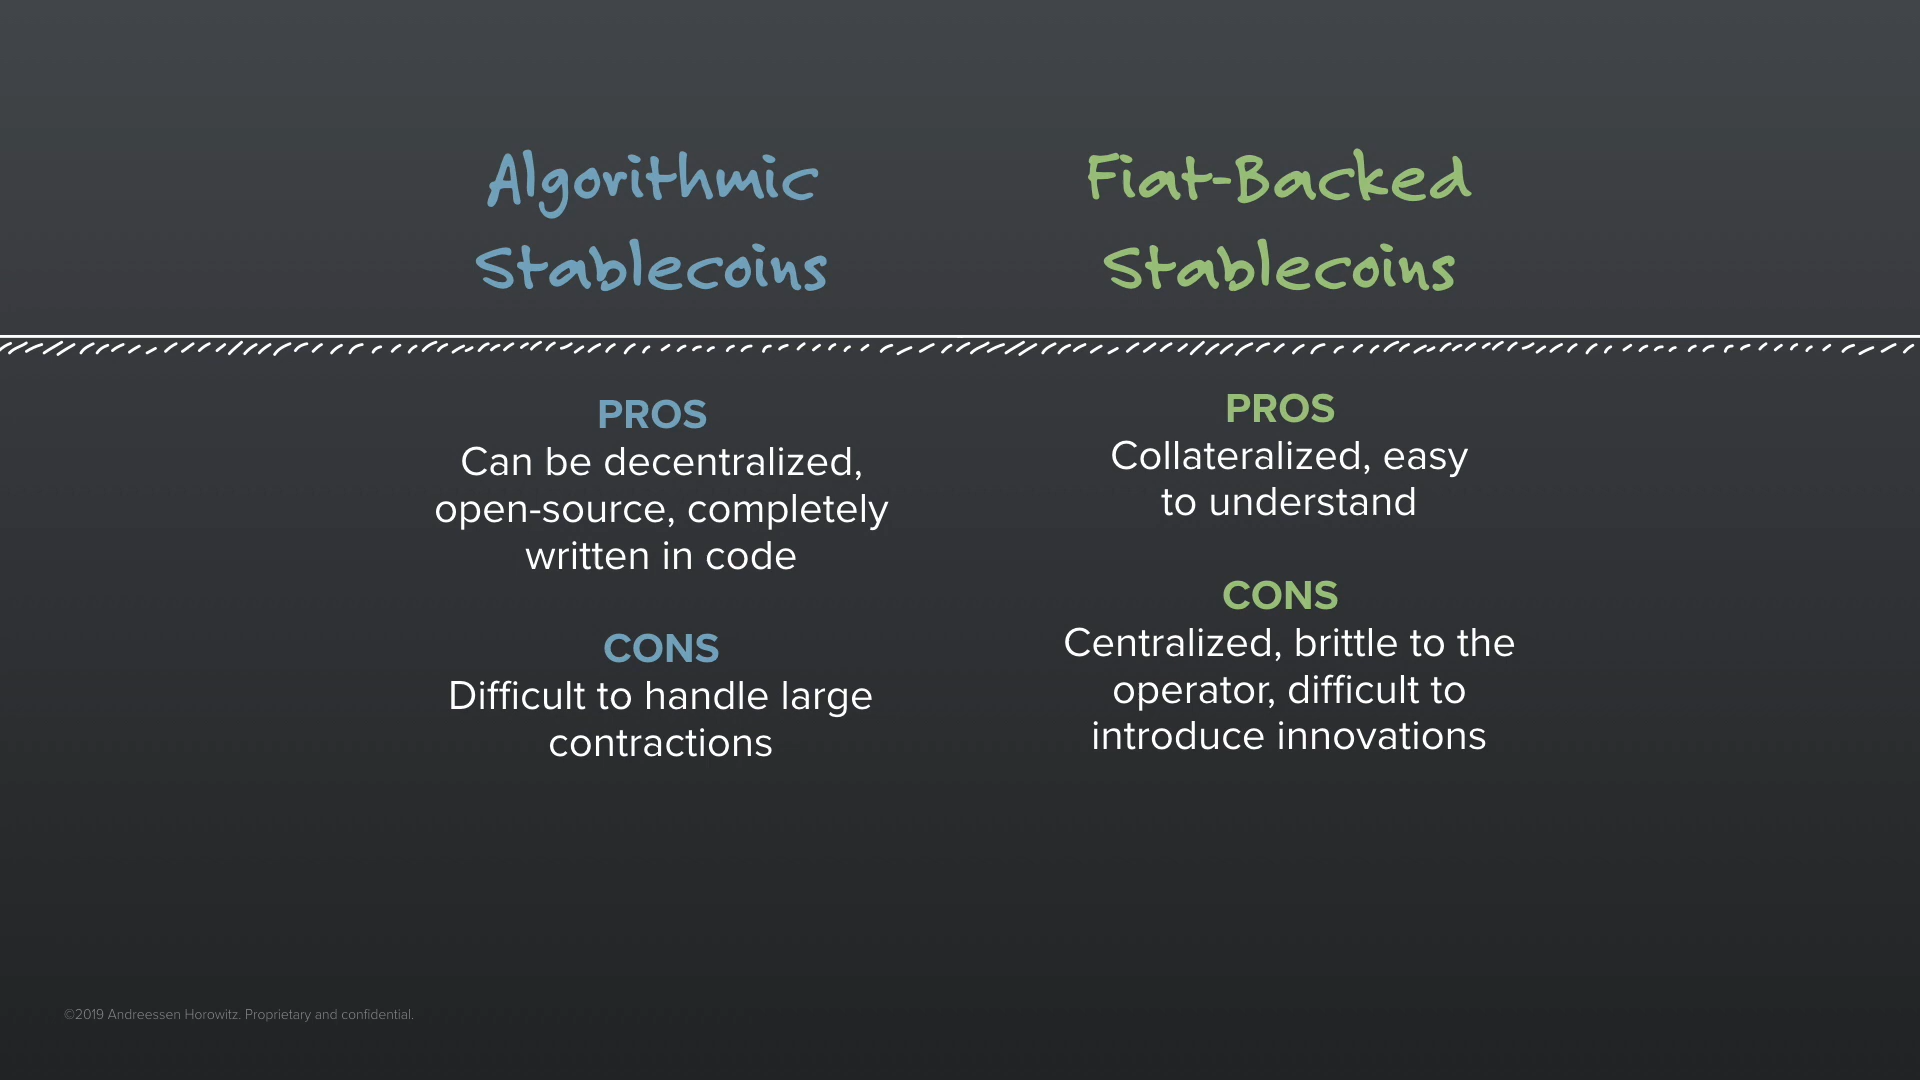 Algorithmic
Stablecoins
PROS
Can be decentralized,
open-source, completely
written in code
CONS
Difficult to handle large
contractions
Fiat-Backed
Stablecoins
PROS
Collateralized, easy
to understand
CONS
Centralized, brittle to the
operator, difficult to
introduce innovations
©2019 Andreessen Horowitz. Proprietary and confidential.